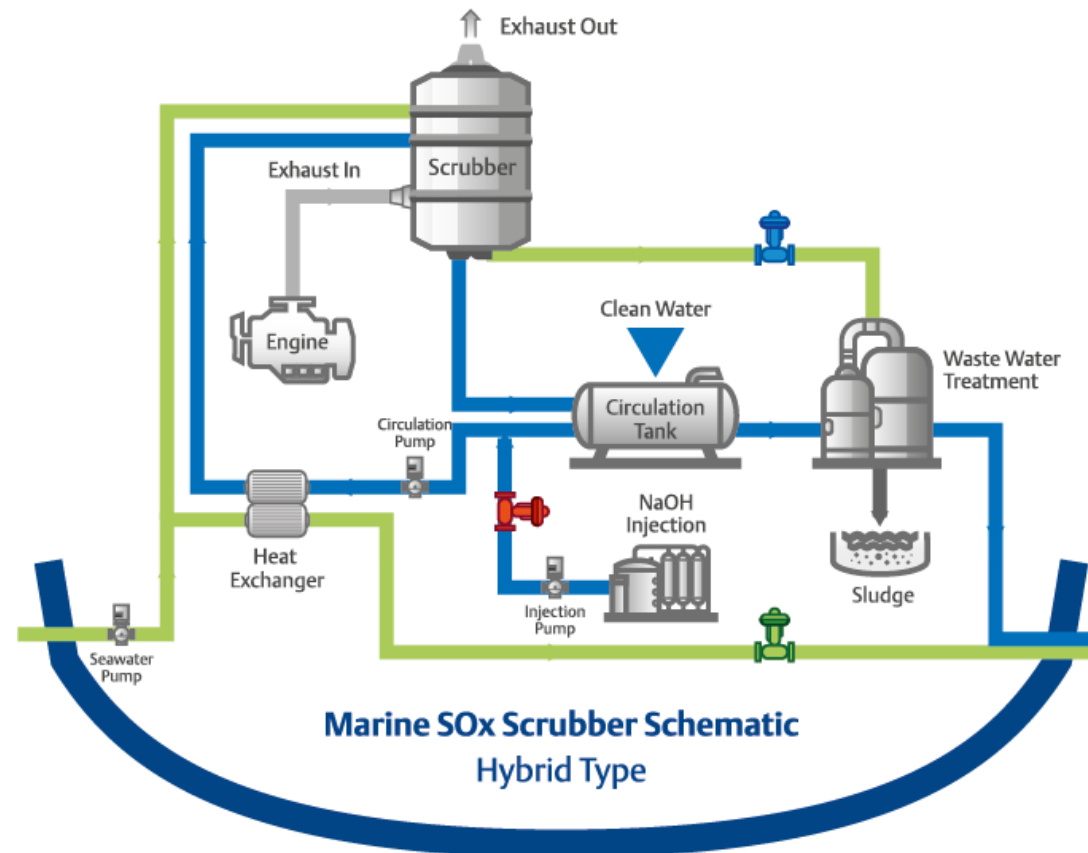 Exhaust Out
Scrubber
Exhaust In
Engine
Clean Water
Circulation
Tank
Waste Water
Treatment
Circulation
Pump
NaOH
Injection
Heat
Exchanger
Injection
Pump
Sludge
Seawater
Pump
Marine SOx Scrubber Schematic
Hybrid Type